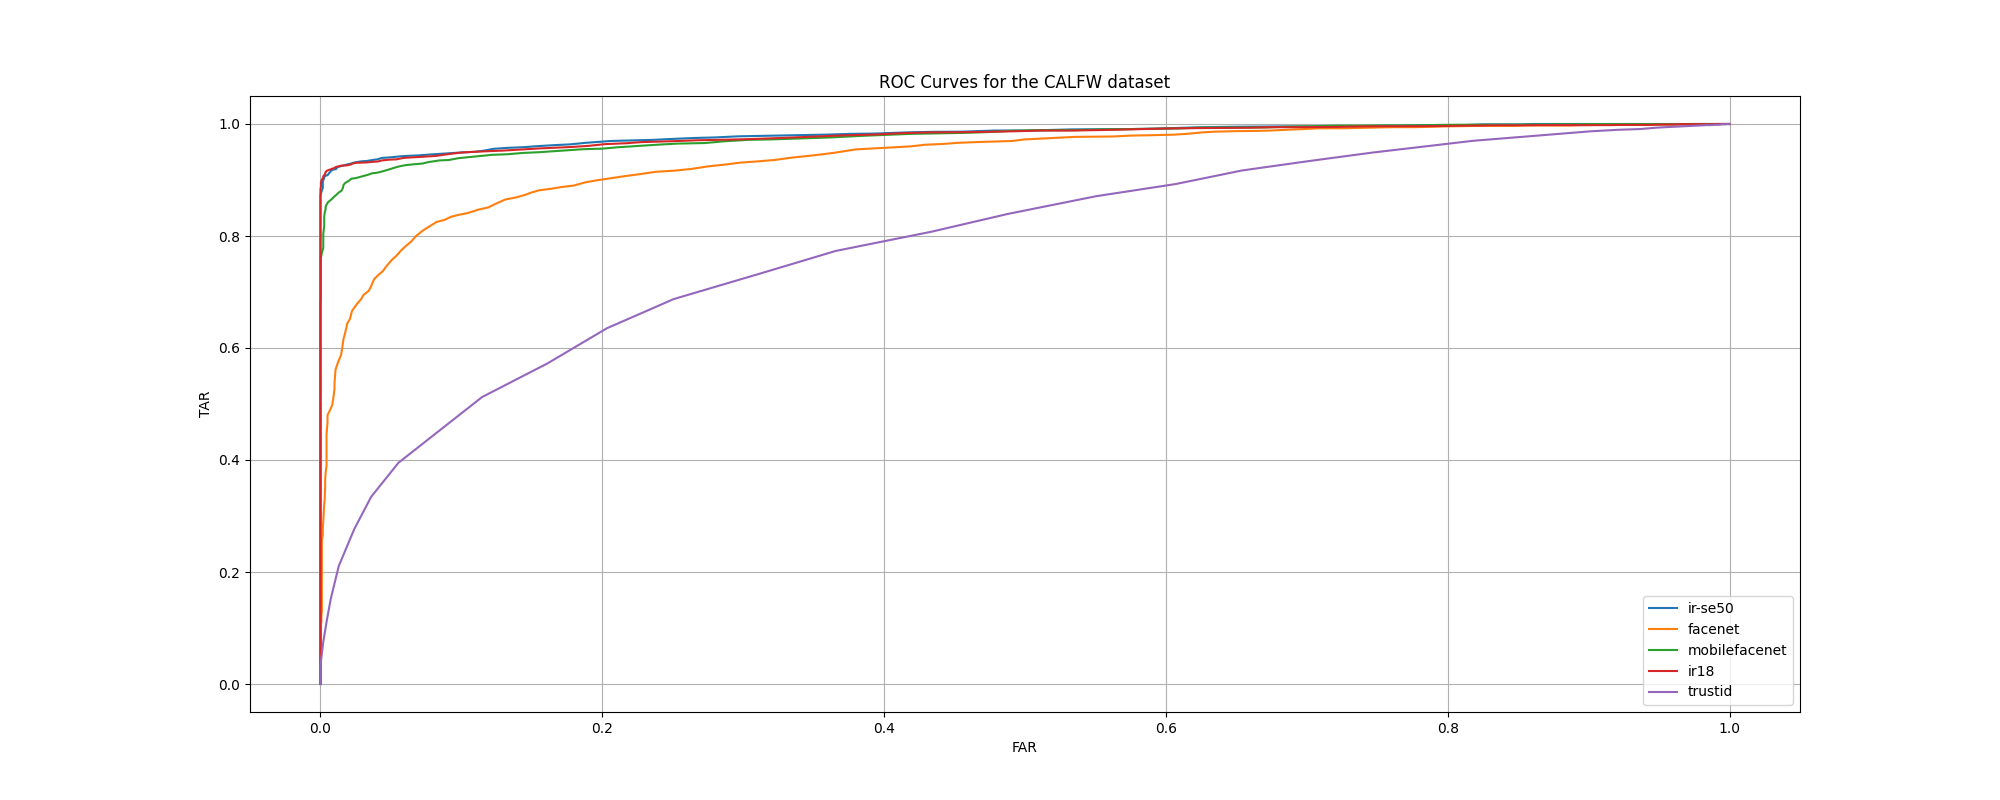 ROC Curves for the CALFW dataset
1.0
0.8
0.6
0.4
0.2
0.0
TAR
0.0 0.2 0.4 0.6 0.8 1.0
FAR
ir-se50
facenet
mobilefacenet
ir18
trustid